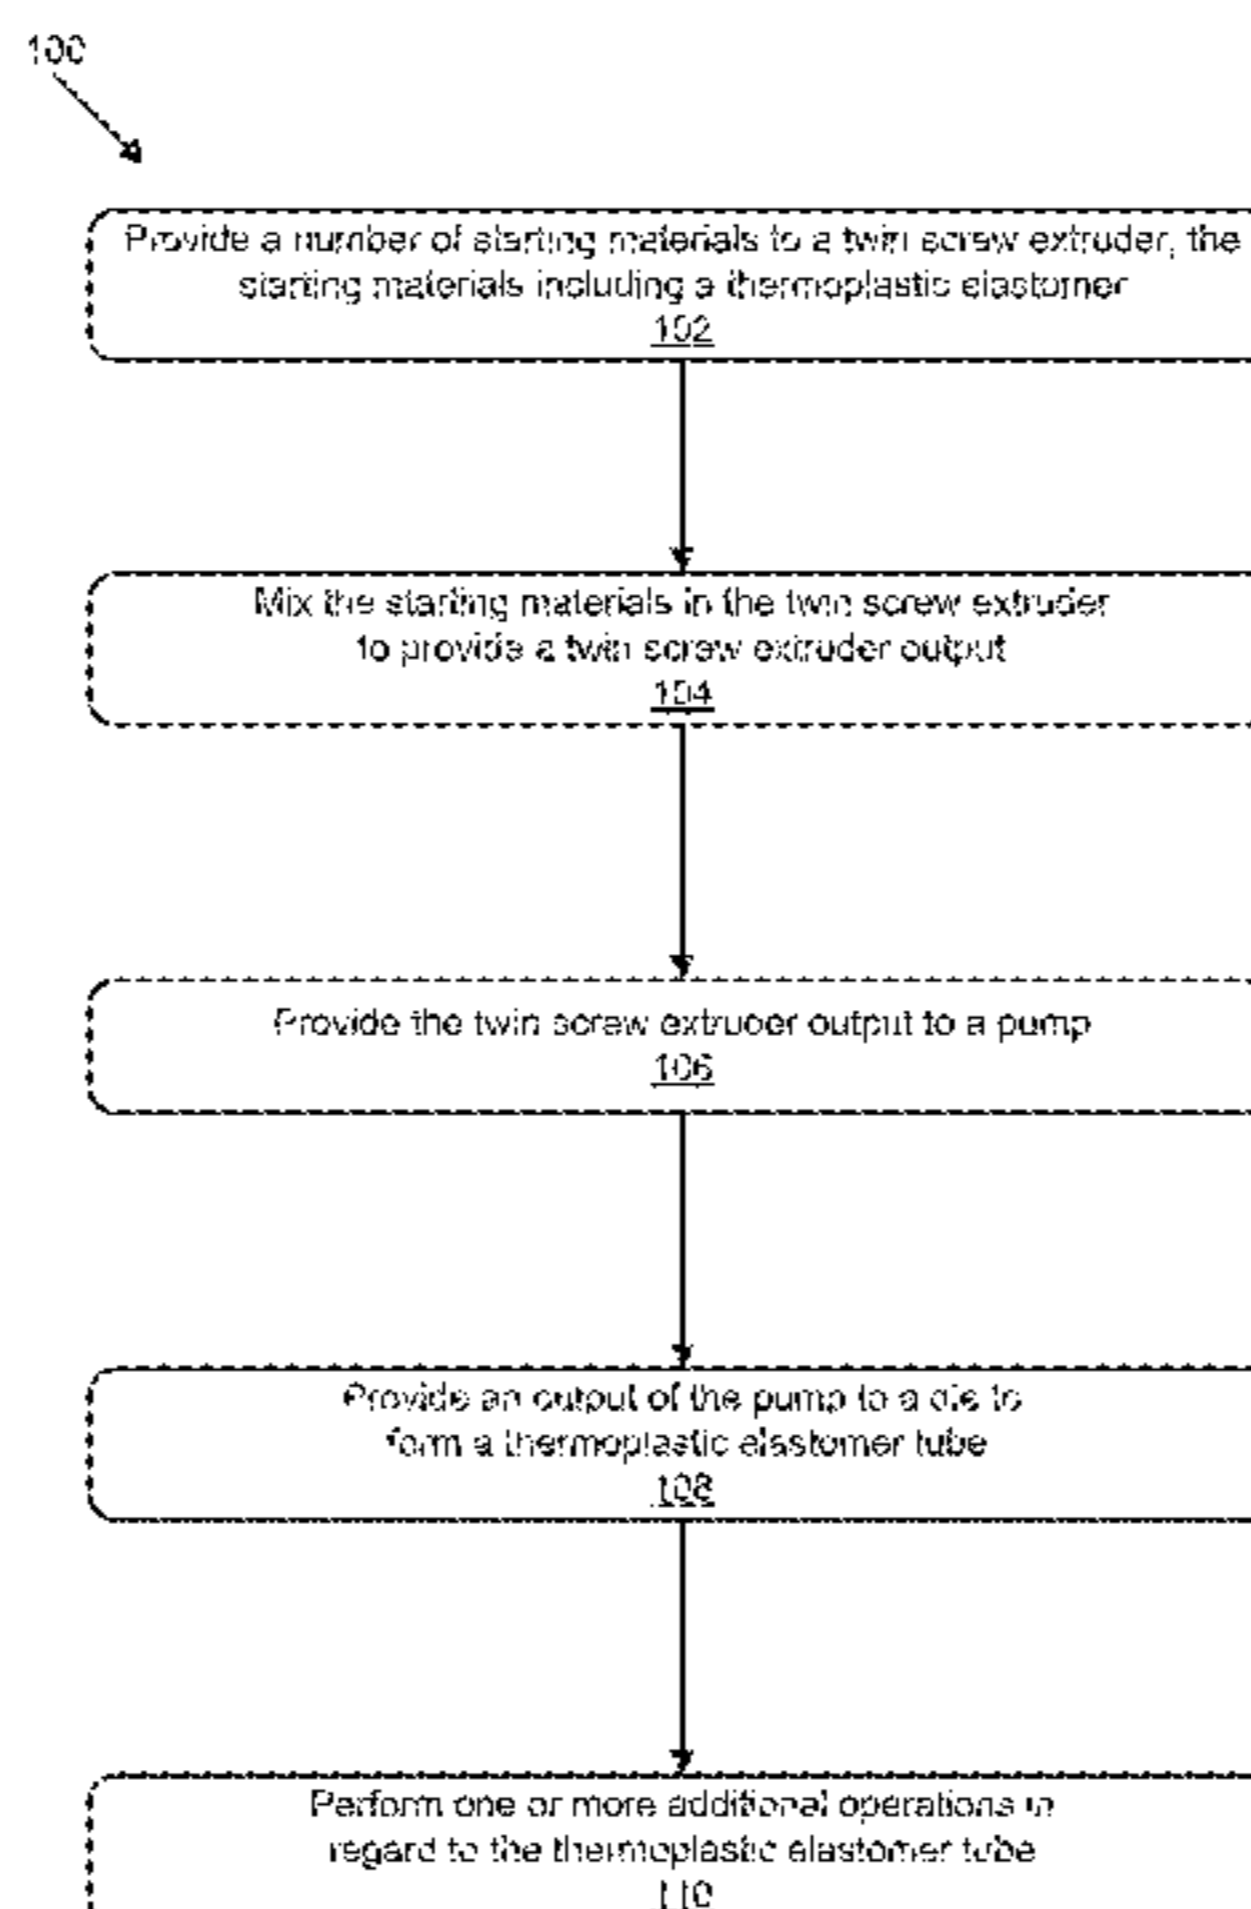 100
Provide a number of starting materials to a twin screw extruder, the
starting materials including a thermoplastic elastomer
102
Mix the starting materials in the twin screw extruder
to provide a twin screw extruder output
104
Provide the twin screw extruder output to a pump
106
Provide an output of the pump to a die to
form a thermoplastic elastomer tube
108
Perform one or more additional operations in
regard to the thermoplastic elastomer tube
110